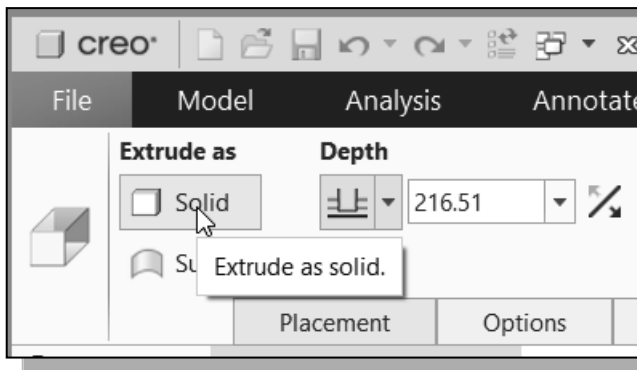 creo·
File Model Analysis Annotate
Extrude as Depth
Solid 216.51
Su
Extrude as solid.
Placement Options